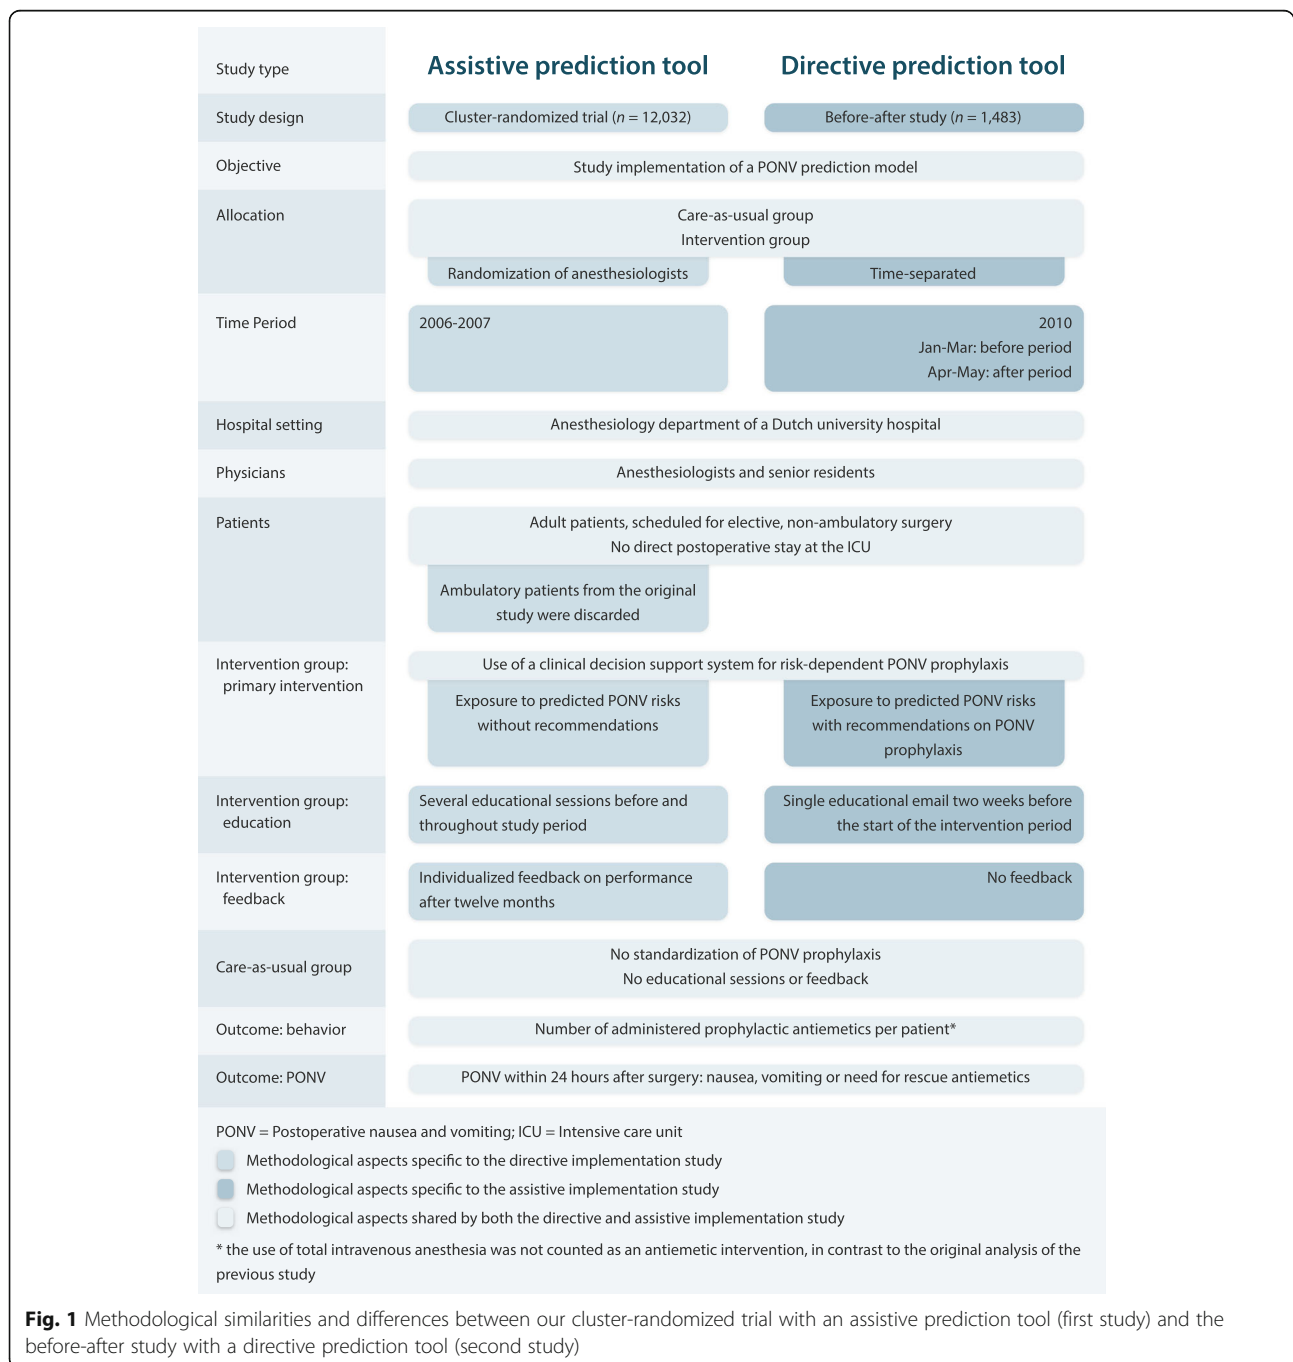 Study type
Assistive prediction tool
Directive prediction tool
Study design
Cluster-randomized trial (n = 12,032)
Before-after study (n = 1,483)
Objective
Study implementation of a PONV prediction model
Allocation
Care-as-usual group
Intervention group
Randomization of anesthesiologists
Time-separated
Time Period
2006-2007
2010
Jan-Mar: before period
Apr-May: after period
Hospital setting
Anesthesiology department of a Dutch university hospital
Physicians
Anesthesiologists and senior residents
Patients
Adult patients, scheduled for elective, non-ambulatory surgery
No direct postoperative stay at the ICU
Ambulatory patients from the original
study were discarded
Intervention group:
primary intervention
Use of a clinical decision support system for risk-dependent PONV prophylaxis
Exposure to predicted PONV risks
without recommendations
Exposure to predicted PONV risks
with recommendations on PONV
prophylaxis
Intervention group:
education
Several educational sessions before and
throughout study period
Single educational email two weeks before
the start of the intervention period
Intervention group:
feedback
Individualized feedback on performance
after twelve months
No feedback
Care-as-usual group
No standardization of PONV prophylaxis
No educational sessions or feedback
Outcome: behavior
Number of administered prophylactic antiemetics per patient*
Outcome: PONV
PONV within 24 hours after surgery: nausea, vomiting or need for rescue antiemetics
PONV = Postoperative nausea and vomiting; ICU = Intensive care unit
Methodological aspects specific to the directive implementation study
Methodological aspects specific to the assistive implementation study
Methodological aspects shared by both the directive and assistive implementation study
* the use of total intravenous anesthesia was not counted as an antiemetic intervention, in contrast to the original analysis of the
previous study
Fig. 1 Methodological similarities and differences between our cluster-randomized trial with an assistive prediction tool (first study) and the
before-after study with a directive prediction tool (second study)